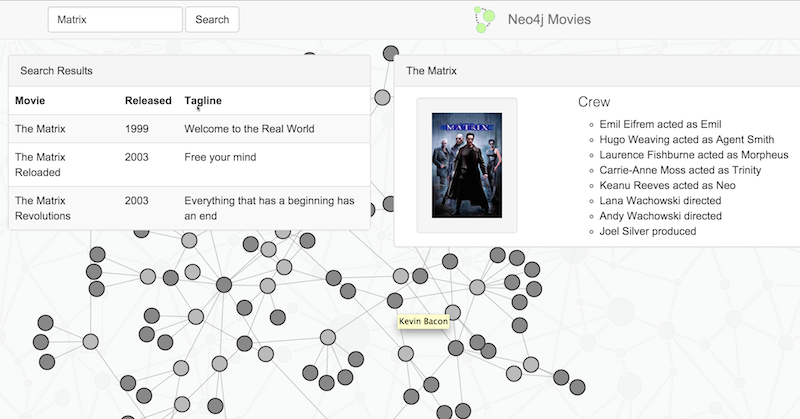 Matrix
Search
Neo4j Movies
Search Results
Movie Released Tagline
The Matrix 1999 Welcome to the Real World
The Matrix 2003 Free your mind
Reloaded
The Matrix 2003 Everything that has a beginning has
Revolutions an end
The Matrix
MATRIX
Crew
Emil Eifrem acted as Emil
Hugo Weaving acted as Agent Smith
Laurence Fishburne acted as Morpheus
Carrie-Anne Moss acted as Trinity
Keanu Reeves acted as Neo
Lana Wachowski directed
Andy Wachowski directed
Joel Silver produced
Kevin Bacon